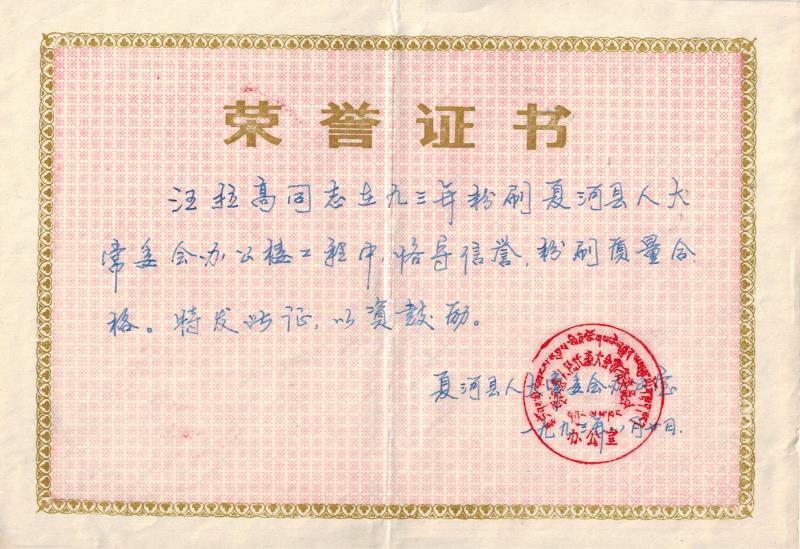 荣誉证书
汪玨高同志在九三年粉刷夏河县人大
常委会办公楼工程中,恪守信誉,粉刷质量合
格。特发此证,以资鼓励。
夏河县人大常委会办公室
一九九三年 月 日
办公室